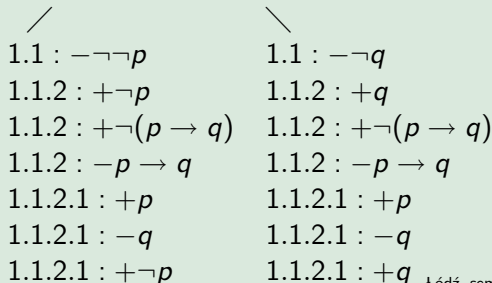 1.1 : −¬¬p 1.1 : −¬q
1.1.2 : +¬p 1.1.2 : +q
1.1.2 : +¬(p → q) 1.1.2 : +¬(p → q)
1.1.2 : −p → q 1.1.2 : −p → q
1.1.2.1 : +p 1.1.2.1 : +p
1.1.2.1 : −q 1.1.2.1 : −q
1.1.2.1 : +¬p 1.1.2.1 : +q Łódź, sem